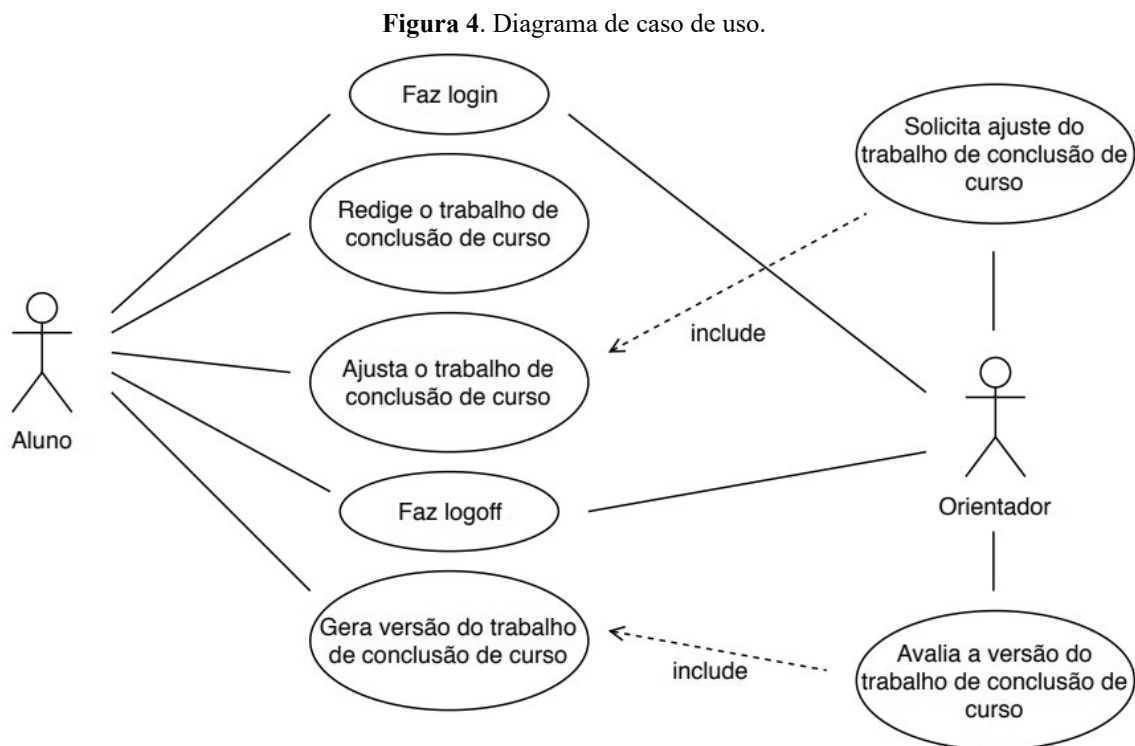 Figura 4. Diagrama de caso de uso.
Faz login
Solicita ajuste do
trabalho de conclusão de
curso
Redige o trabalho de
conclusão de curso
include
Ajusta o trabalho de
conclusão de curso
Aluno
Faz logoff
Orientador
Gera versão do trabalho
de conclusão de curso
include
Avalia a versão do
trabalho de conclusão de
curso